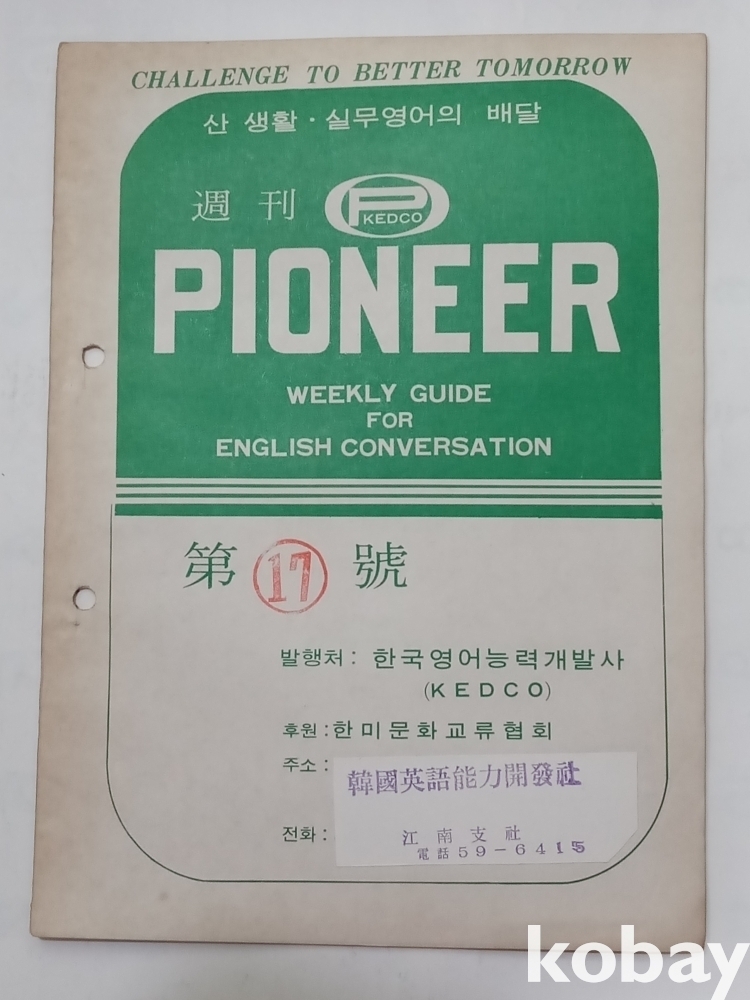 CHALLENGE TO BETTER TOMORROW
산 생활 · 실무영어의 배달
週刊 P KEDCO
PIONEER
WEEKLY GUIDE
FOR
ENGLISH CONVERSATION
第 17 號
발행처 : 한국영어능력개발사
(KEDCO)
후원 : 한미문화교류협회
주소 :
韓國英語能力開發社
전화 :
江南支社
電話 59-6415
kobay